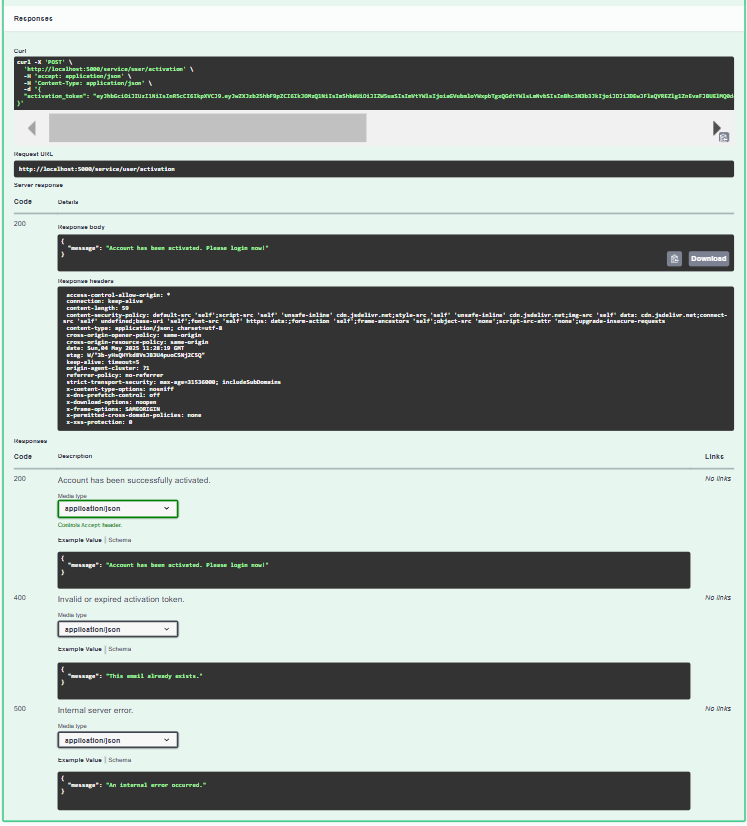 Responses
Curl
curl -X 'POST' \
'http://localhost:5000/service/user/activation' \
-H 'accept: application/json' \
-H 'Content-Type: application/json' \
-d '{
"activation_token":
}'
Request URL
http://localhost:5000/service/user/activation
Server response
Code Details
200
Response body
{
"message": "Account has been activated. Please login now!"
}
Download
Response headers
access-control-allow-origin: *
connection: keep-alive
content-length: 59
content-security-policy: default-src 'self';script-src 'self' 'unsafe-inline' cdn.jsdelivr.net;style-src 'self' 'unsafe-inline' cdn.jsdelivr.net;img-src 'self' data: cdn.jsdelivr.net;connect-
src 'self' undefined;base-uri 'self';font-src 'self' https: data:;form-action 'self';frame-ancestors 'self';object-src 'none';script-src-attr 'none';upgrade-insecure-requests
content-type: application/json; charset=utf-8
cross-origin-opener-policy: same-origin
cross-origin-resource-policy: same-origin
date: Sun,04 May 2025 11:28:19 GMT
etag:
keep-alive: timeout=5
origin-agent-cluster: ?1
referrer-policy: no-referrer
strict-transport-security: max-age=31536000; includeSubDomains
x-content-type-options: nosniff
x-dns-prefetch-control: off
x-download-options: noopen
x-frame-options: SAMEORIGIN
x-permitted-cross-domain-policies: none
x-xss-protection: 0
Responses
Code Description Links
200 Account has been successfully activated. No links
Media type
application/json
Controls Accept header.
Example Value | Schema
{
"message": "Account has been activated. Please login now!"
}
400 Invalid or expired activation token. No links
Media type
application/json
Example Value | Schema
{
"message": "This email already exists."
}
500 Internal server error. No links
Media type
application/json
Example Value | Schema
{
"message": "An internal error occurred."
}